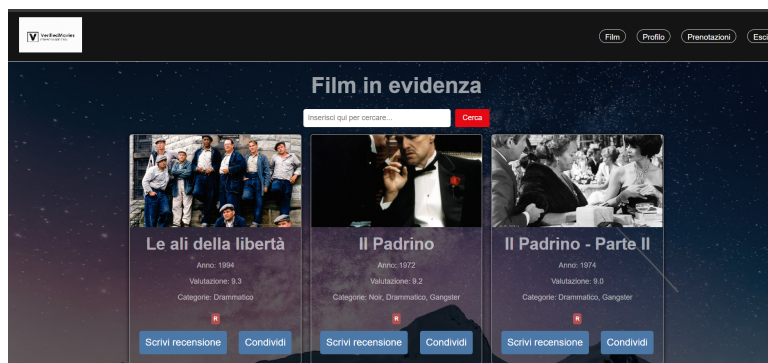 VerifiedMovies
Film
Profilo
Prenotazioni
Esci
Film in evidenza
Inserisci qui per cercare...
Cerca
Le ali della libertà
Anno: 1994
Valutazione: 9.3
Categorie: Drammatico
R
Scrivi recensione
Condividi
Il Padrino
Anno: 1972
Valutazione: 9.2
Categorie: Noir, Drammatico, Gangster
R
Scrivi recensione
Condividi
Il Padrino - Parte II
Anno: 1974
Valutazione: 9.0
Categorie: Drammatico, Gangster
R
Scrivi recensione
Condividi